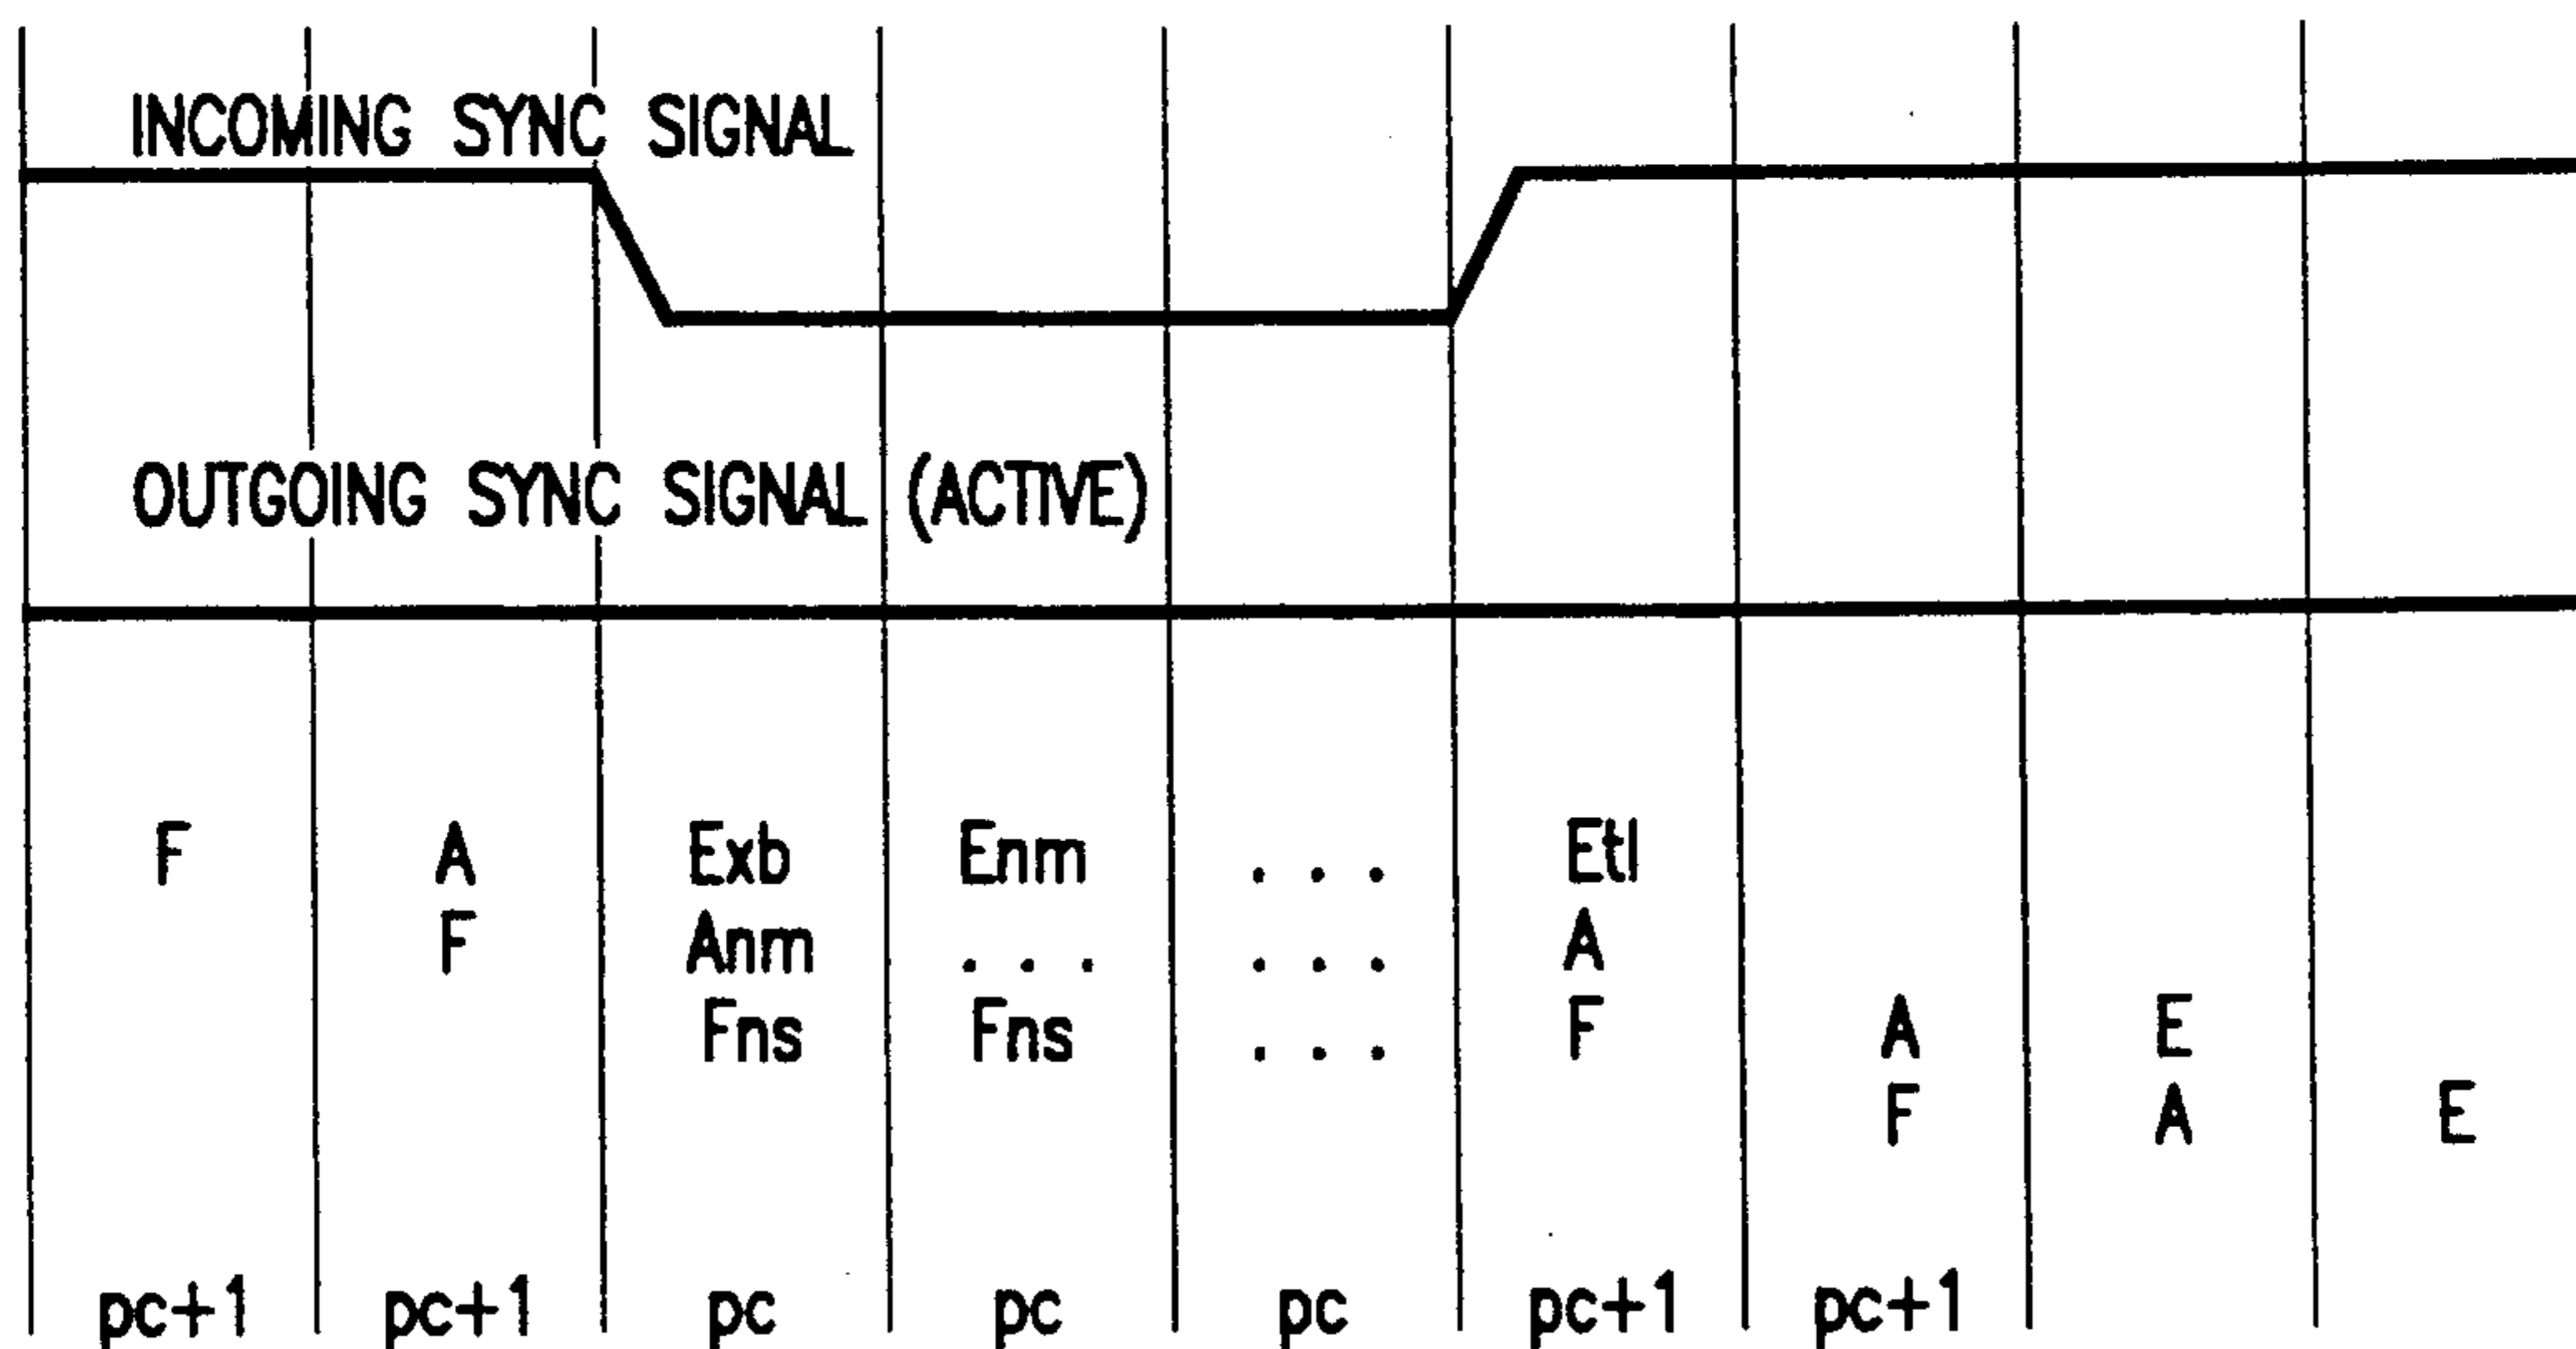 INCOMING SYNC SIGNAL
OUTGOING SYNC SIGNAL (ACTIVE)
F A Exb Enm . . . Etl
F Anm . . . . . . A
Fns Fns . . . F A E
F A E
pc+1 pc+1 pc pc pc pc+1 pc+1